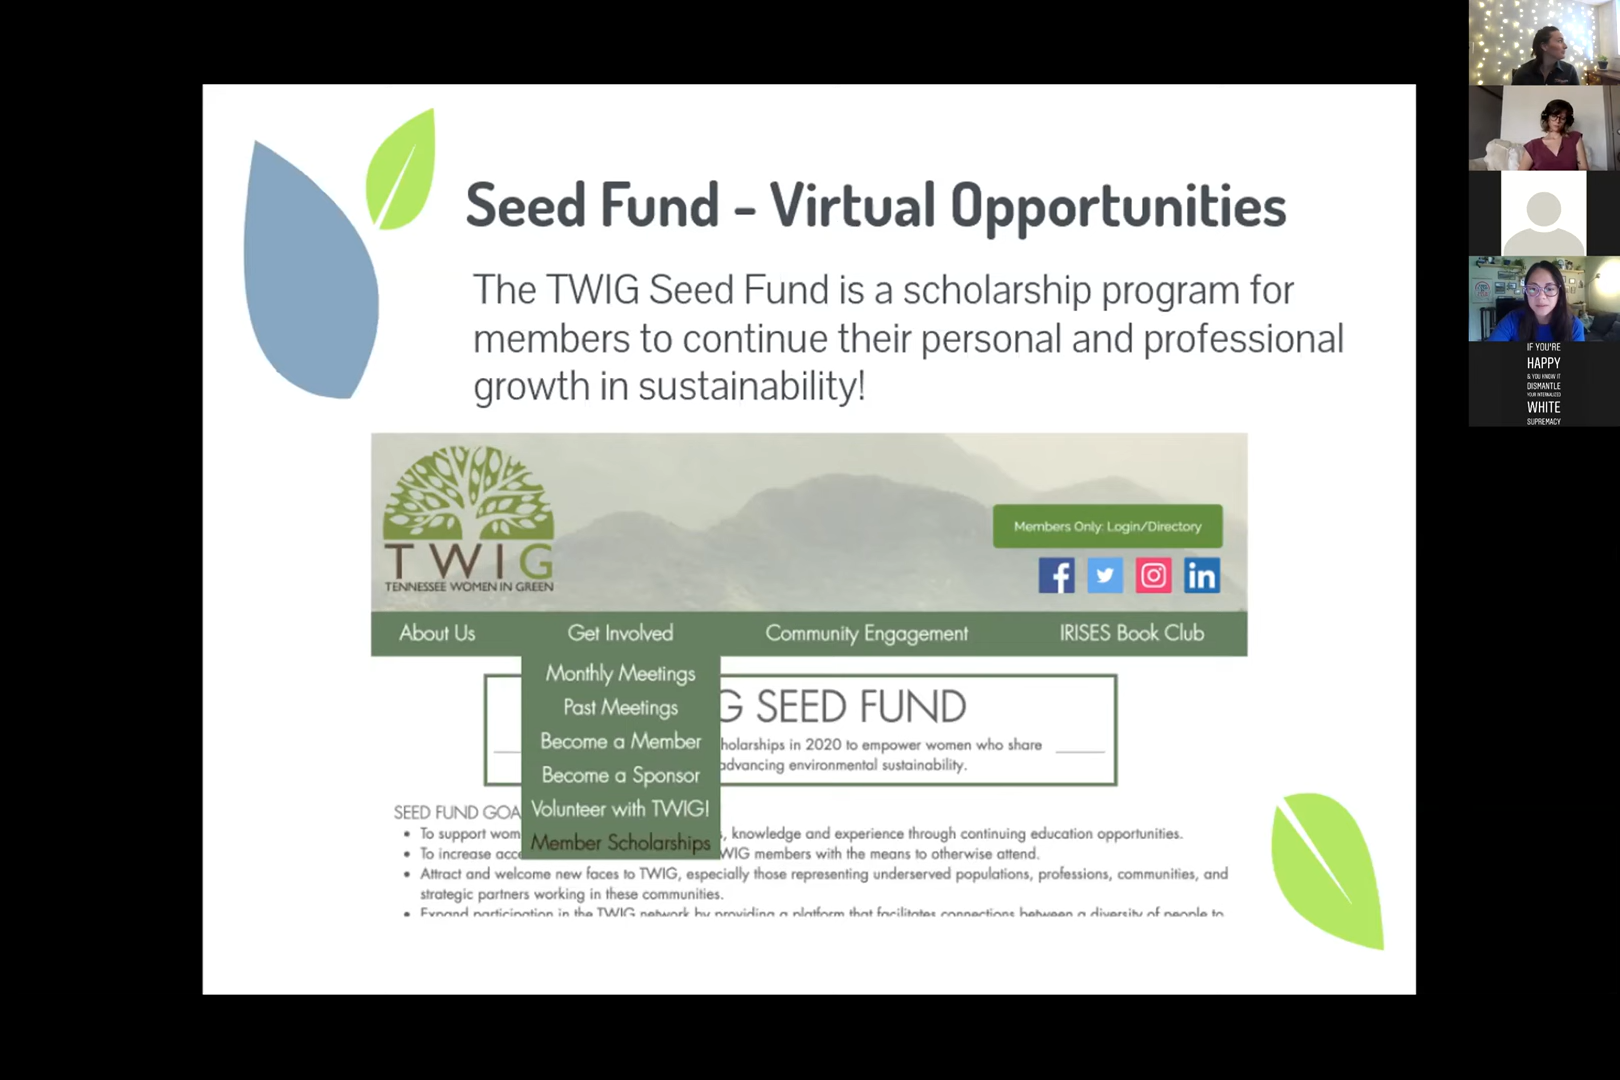 Seed Fund - Virtual Opportunities
The TWIG Seed Fund is a scholarship program for
members to continue their personal and professional
growth in sustainability!
TWIG
TENNESSEE WOMEN IN GREEN
Members Only: Login/Directory
About Us
Get Involved
Community Engagement
IRISES Book Club
Monthly Meetings
Past Meetings
Become a Member
Become a Sponsor
Volunteer with TWIG!
Member Scholarships
G SEED FUND
holarships in 2020 to empower women who share
advancing environmental sustainability.
SEED FUND GOA
• To support wom , knowledge and experience through continuing education opportunities.
• To increase acce WIG members with the means to otherwise attend.
• Attract and welcome new faces to TWIG, especially those representing underserved populations, professions, communities, and
strategic partners working in these communities.
• Expand participation in the TWIG network by providing a platform that facilitates connections between a diversity of people to
IF YOU'RE
HAPPY
& YOU KNOW IT
DISMANTLE
YOUR INTERNALIZED
WHITE
SUPREMACY